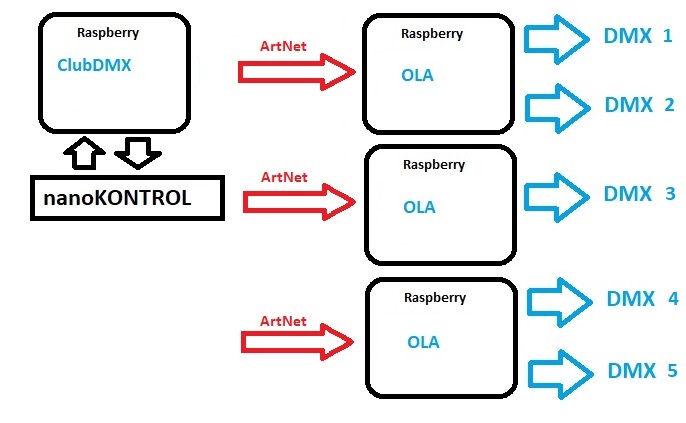 Raspberry
ClubDMX
nanoKONTROL
ArtNet
Raspberry
OLA
DMX 1
DMX 2
ArtNet
Raspberry
OLA
DMX 3
ArtNet
Raspberry
OLA
DMX 4
DMX 5